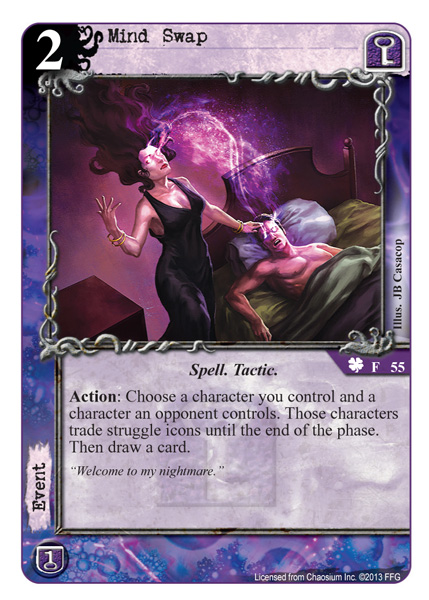 2
Mind Swap
Illus. JB Casacop
F 55
Spell. Tactic.
Action: Choose a character you control and a
character an opponent controls. Those characters
trade struggle icons until the end of the phase.
Then draw a card.
“Welcome to my nightmare.”
Event
1
Licensed from Chaosium Inc. ©2013 FFG